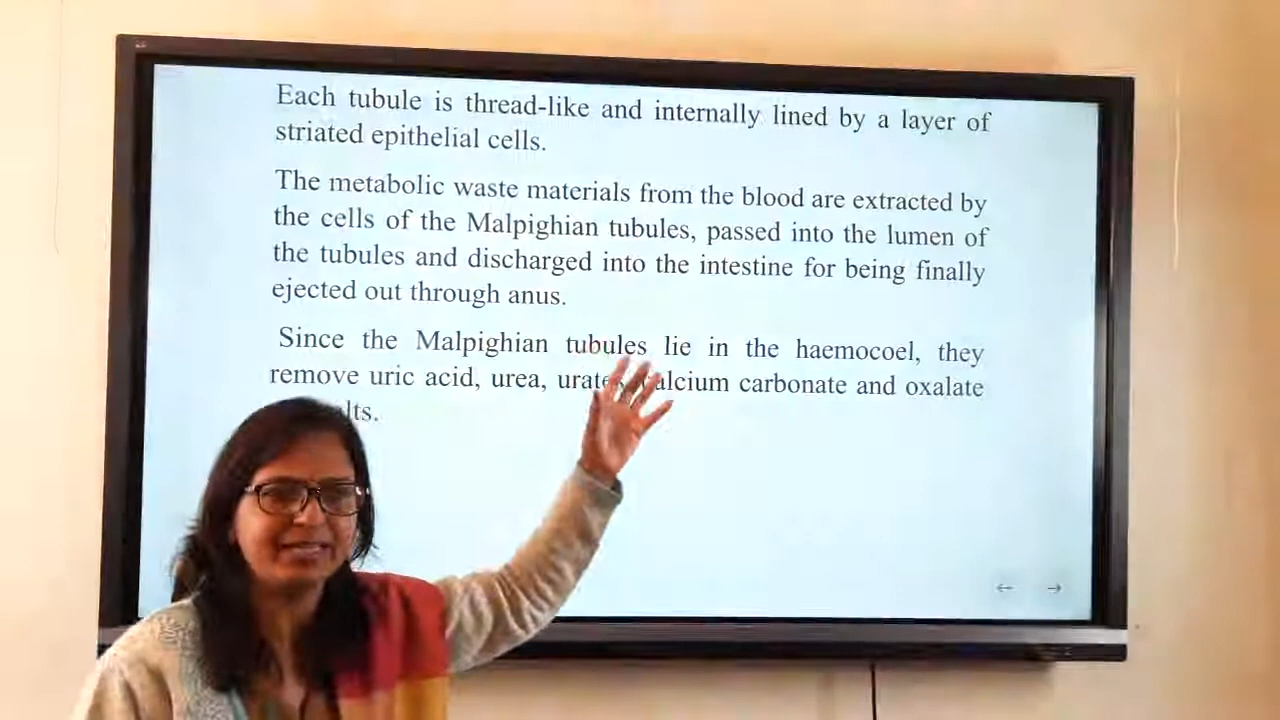 Each tubule is thread-like and internally lined by a layer of
striated epithelial cells.
The metabolic waste materials from the blood are extracted by
the cells of the Malpighian tubules, passed into the lumen of
the tubules and discharged into the intestine for being finally
ejected out through anus.
Since the Malpighian tubules lie in the haemocoel, they
remove uric acid, urea, calcium carbonate and oxalate